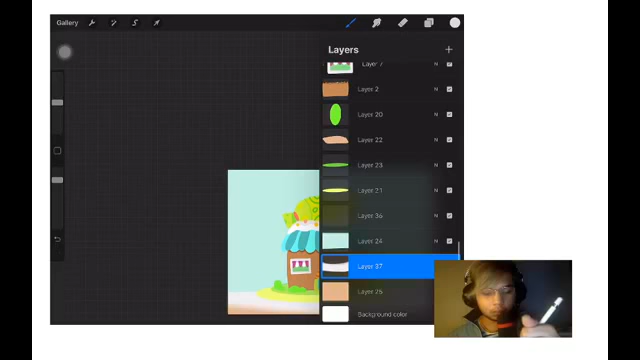 Gallery
Layers
Layer 7
N
Layer 2
N
Layer 20
N
Layer 22
N
Layer 23
N
Layer 21
N
Layer 36
N
Layer 24
N
Layer 37
Layer 25
Background color